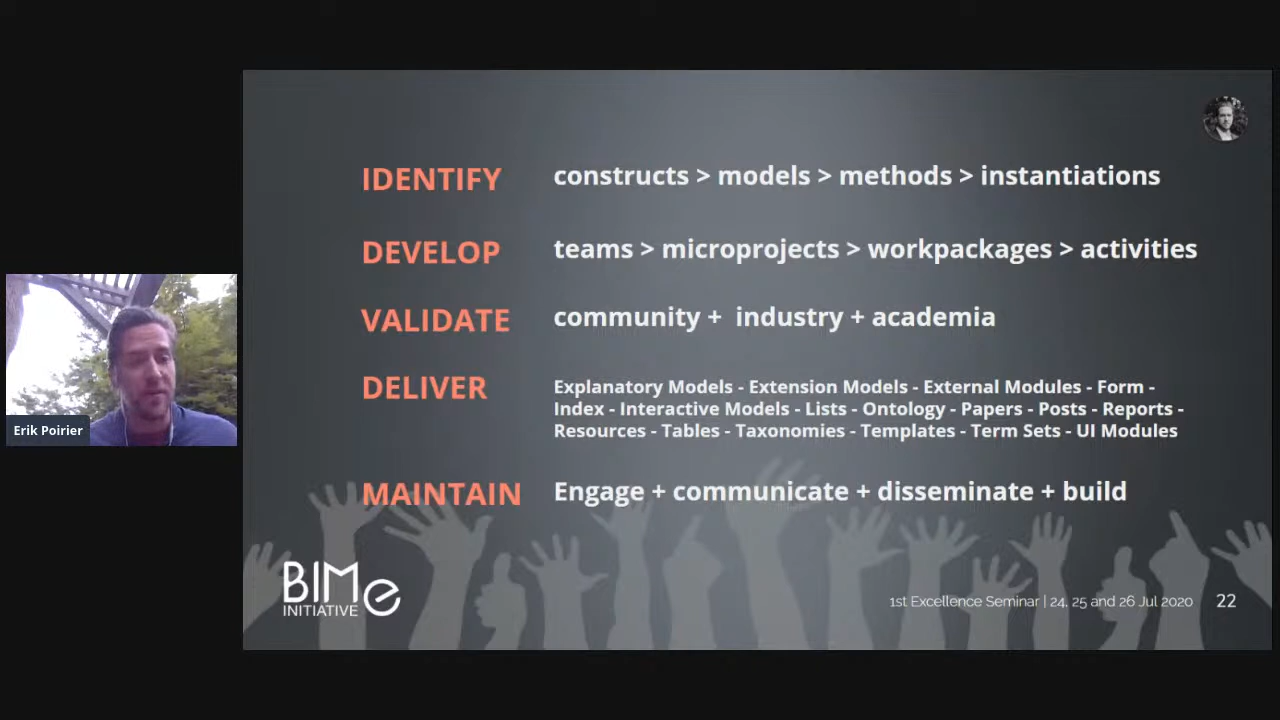 IDENTIFY constructs > models > methods > instantiations
DEVELOP teams > microprojects > workpackages > activities
VALIDATE community + industry + academia
DELIVER Explanatory Models - Extension Models - External Modules - Form -
Index - Interactive Models - Lists - Ontology - Papers - Posts - Reports -
Resources - Tables - Taxonomies - Templates - Term Sets - UI Modules
Erik Poirier
MAINTAIN Engage + communicate + disseminate + build
BIMe
INITIATIVE
1st Excellence Seminar | 24, 25 and 26 Jul 2020 22